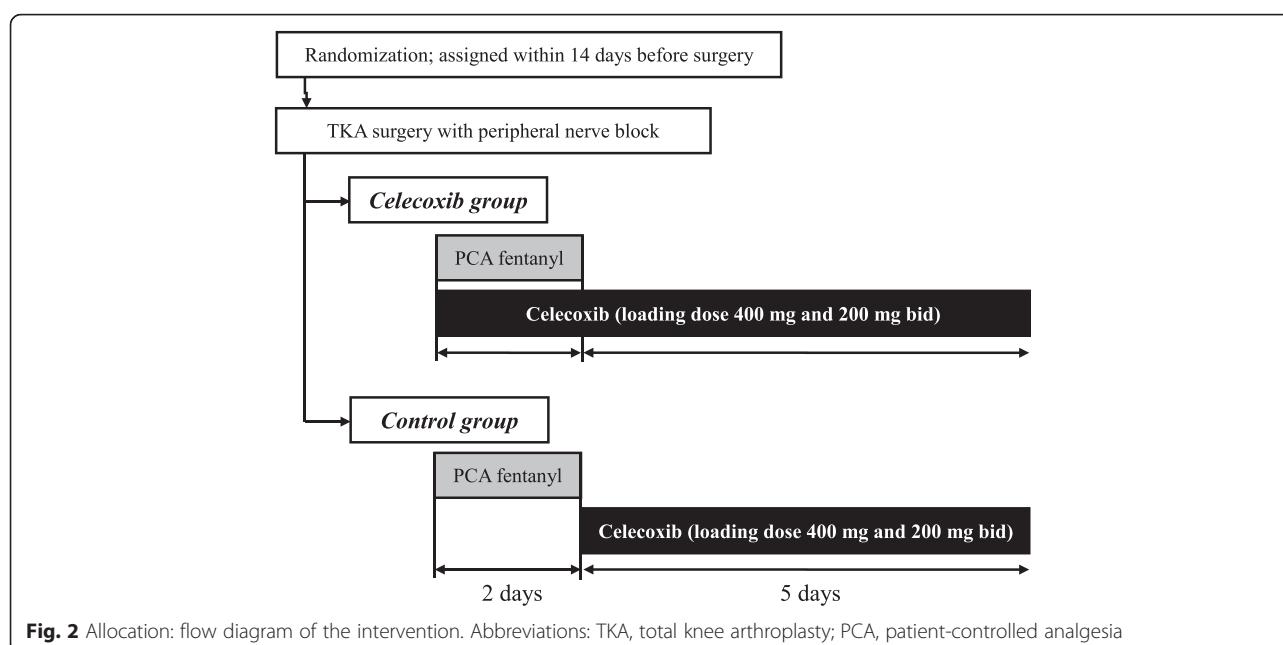 Randomization; assigned within 14 days before surgery
TKA surgery with peripheral nerve block
Celecoxib group
PCA fentanyl
Celecoxib (loading dose 400 mg and 200 mg bid)
Control group
PCA fentanyl
Celecoxib (loading dose 400 mg and 200 mg bid)
2 days 5 days
Fig. 2 Allocation: flow diagram of the intervention. Abbreviations: TKA, total knee arthroplasty; PCA, patient-controlled analgesia